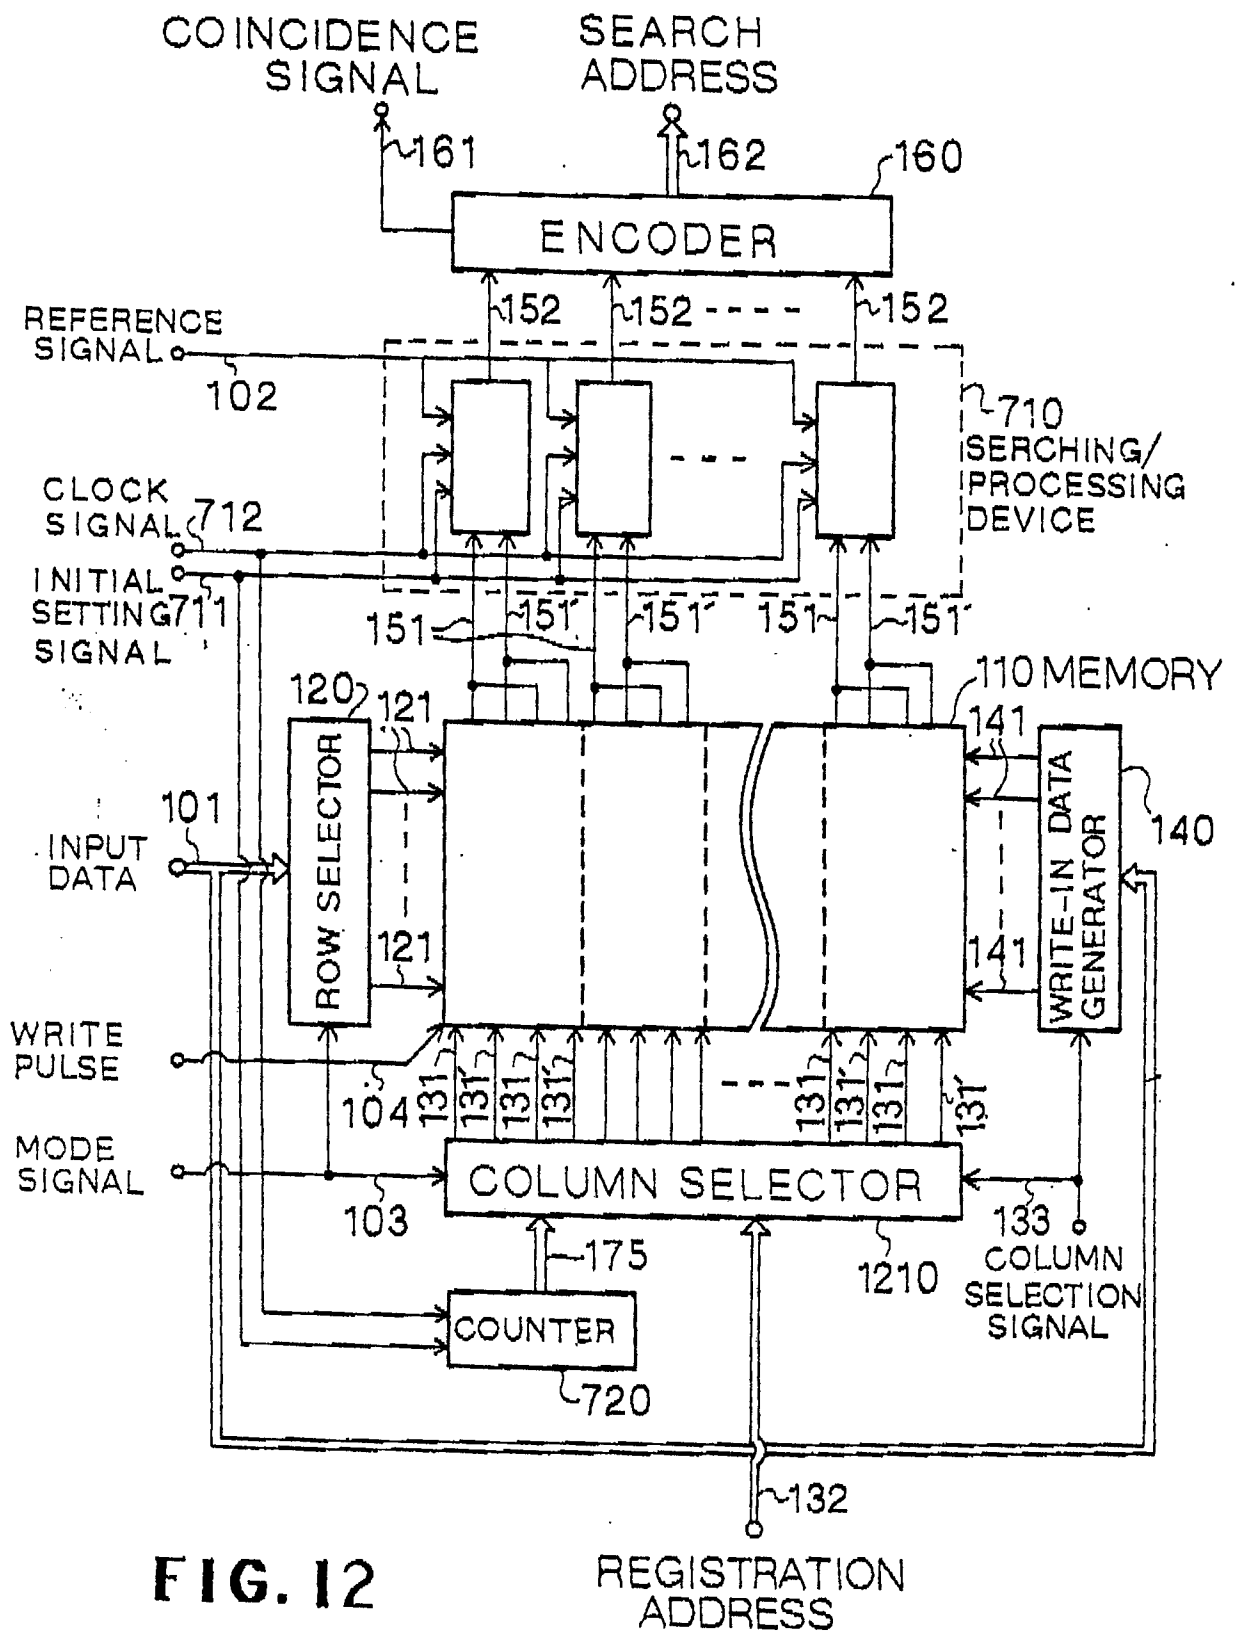 COINCIDENCE
SIGNAL
SEARCH
ADDRESS
161
162
160
ENCODER
152
152
152
REFERENCE
SIGNAL
102
710
SERCHING/
PROCESSING
DEVICE
CLOCK
SIGNAL
712
INITIAL
SETTING
SIGNAL
711
151
151'
151'
151
151'
110 MEMORY
120
121
141
101
INPUT
DATA
ROW SELECTOR
WRITE-IN DATA
GENERATOR
140
121
141
WRITE
PULSE
104
131
131'
131
131'
131
131'
131
131'
MODE
SIGNAL
103
COLUMN SELECTOR
133
COLUMN
SELECTION
SIGNAL
175
1210
COUNTER
720
132
FIG. 12
REGISTRATION
ADDRESS